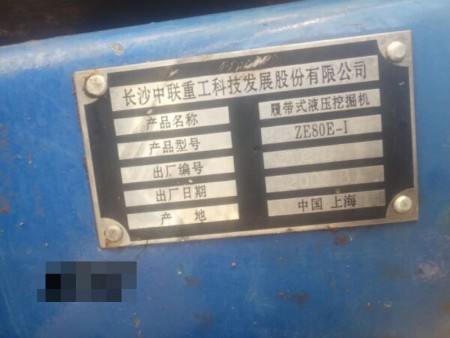 长沙中联重工科技发展股份有限公司
产品名称 履带式液压挖掘机
产品型号 ZE80E-I
出厂编号
出厂日期
产 地 中国 上海